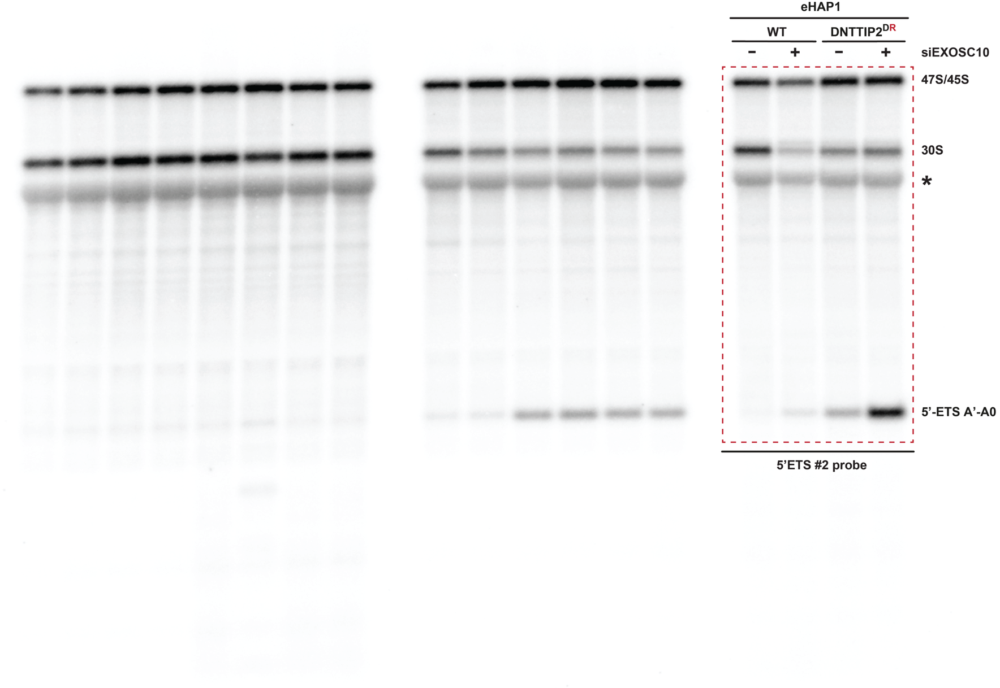 eHAP1
WT DNTTIP2DR
- + - + siEXOSC10
47S/45S
30S
*
5’-ETS A’-A0
5’ETS #2 probe